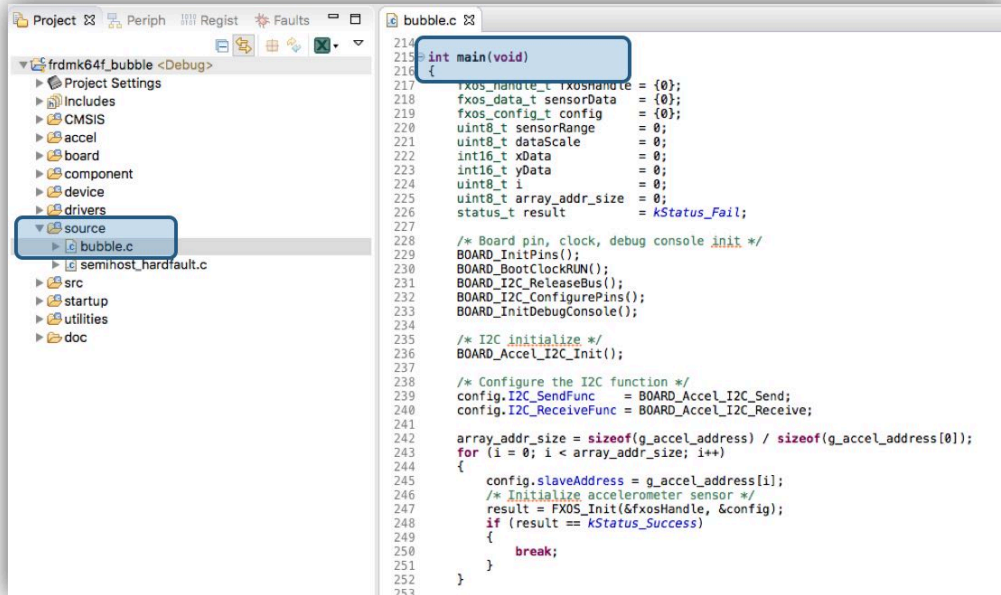 Project
Periph
Regist
Faults
frdmk64f_bubble <Debug>
Project Settings
Includes
CMSIS
accel
board
component
device
drivers
source
bubble.c
semihost_hardfault.c
src
startup
utilities
doc
bubble.c
214
215 int main(void)
216 {
217     fxos_handle_t fxosHandle = {0};
218     fxos_data_t sensorData   = {0};
219     fxos_config_t config     = {0};
220     uint8_t sensorRange      = 0;
221     uint8_t dataScale        = 0;
222     int16_t xData            = 0;
223     int16_t yData            = 0;
224     uint8_t i                = 0;
225     uint8_t array_addr_size  = 0;
226     status_t result          = kStatus_Fail;
227
228     /* Board pin, clock, debug console init */
229     BOARD_InitPins();
230     BOARD_BootClockRUN();
231     BOARD_I2C_ReleaseBus();
232     BOARD_I2C_ConfigurePins();
233     BOARD_InitDebugConsole();
234
235     /* I2C initialize */
236     BOARD_Accel_I2C_Init();
237
238     /* Configure the I2C function */
239     config.I2C_SendFunc    = BOARD_Accel_I2C_Send;
240     config.I2C_ReceiveFunc = BOARD_Accel_I2C_Receive;
241
242     array_addr_size = sizeof(g_accel_address) / sizeof(g_accel_address[0]);
243     for (i = 0; i < array_addr_size; i++)
244     {
245         config.slaveAddress = g_accel_address[i];
246         /* Initialize accelerometer sensor */
247         result = FXOS_Init(&fxosHandle, &config);
248         if (result == kStatus_Success)
249         {
250             break;
251         }
252     }
253